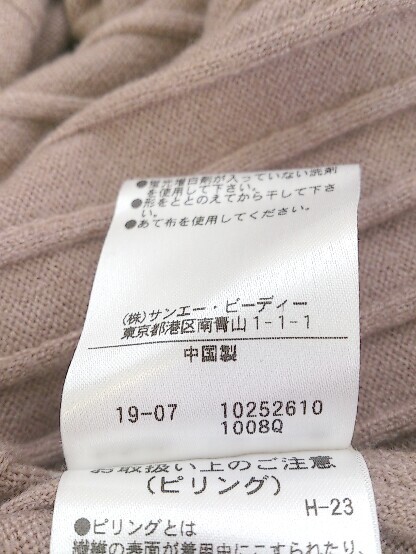 ●蛍光増白剤が入っていない洗剤
を使用して下さい。
●形をととのえてから干して下さ
い。
●あて布を使用してください。
(株)サンエー・ビーディー
東京都港区南青山1-1-1
中国製
19-07 10252610
1008Q
お取扱い上のご注意
(ピリング)
H-23
●ピリングとは
繊維の表面が着用中にこすられたり、